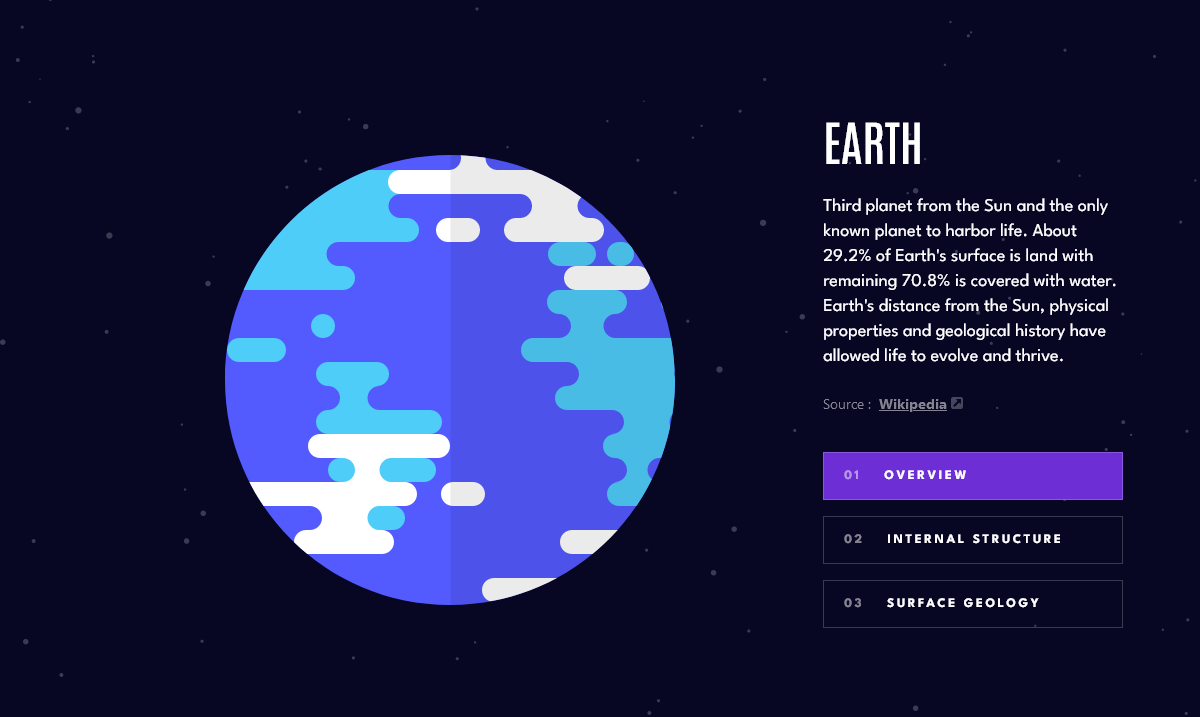 EARTH
Third planet from the Sun and the only
known planet to harbor life. About
29.2% of Earth's surface is land with
remaining 70.8% is covered with water.
Earth's distance from the Sun, physical
properties and geological history have
allowed life to evolve and thrive.
Source : Wikipedia
01 OVERVIEW
02 INTERNAL STRUCTURE
03 SURFACE GEOLOGY